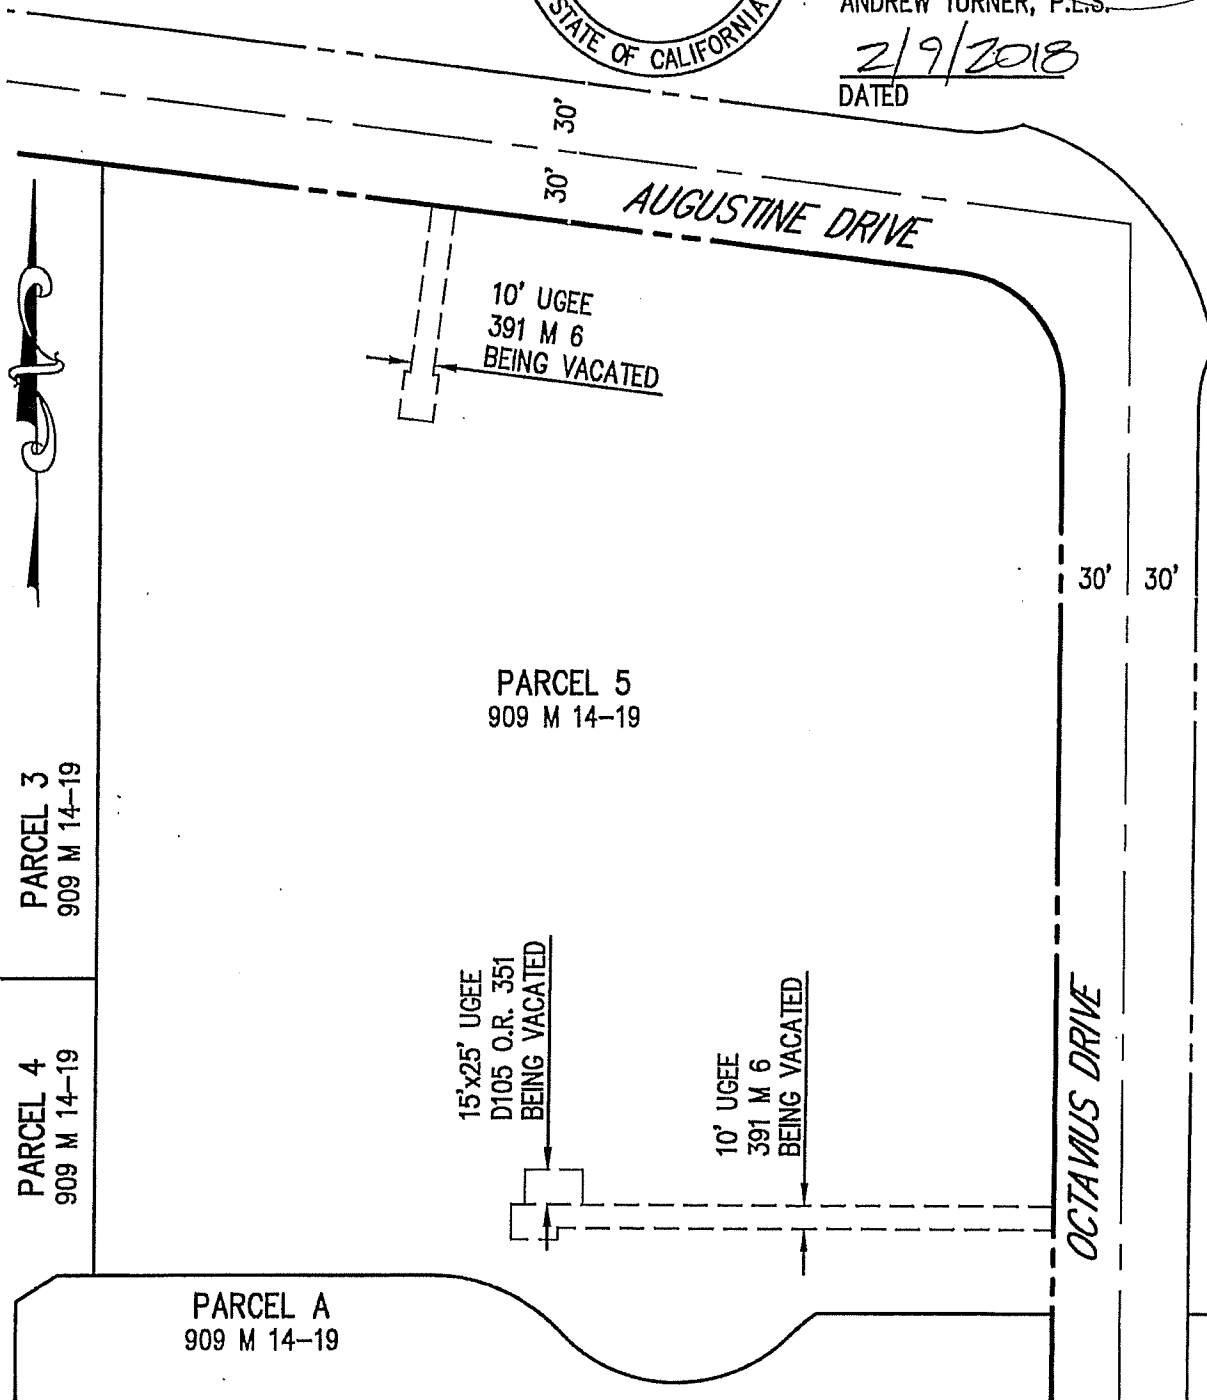 STATE OF CALIFORNIA
ANDREW TURNER, P.L.S.
2/9/2018
DATED
30'
30'
AUGUSTINE DRIVE
10' UGEE
391 M 6
BEING VACATED
30'
30'
PARCEL 5
909 M 14-19
PARCEL 3
909 M 14-19
15'x25' UGEE
D105 O.R. 351
BEING VACATED
10' UGEE
391 M 6
BEING VACATED
OCTAVIUS DRIVE
PARCEL 4
909 M 14-19
PARCEL A
909 M 14-19